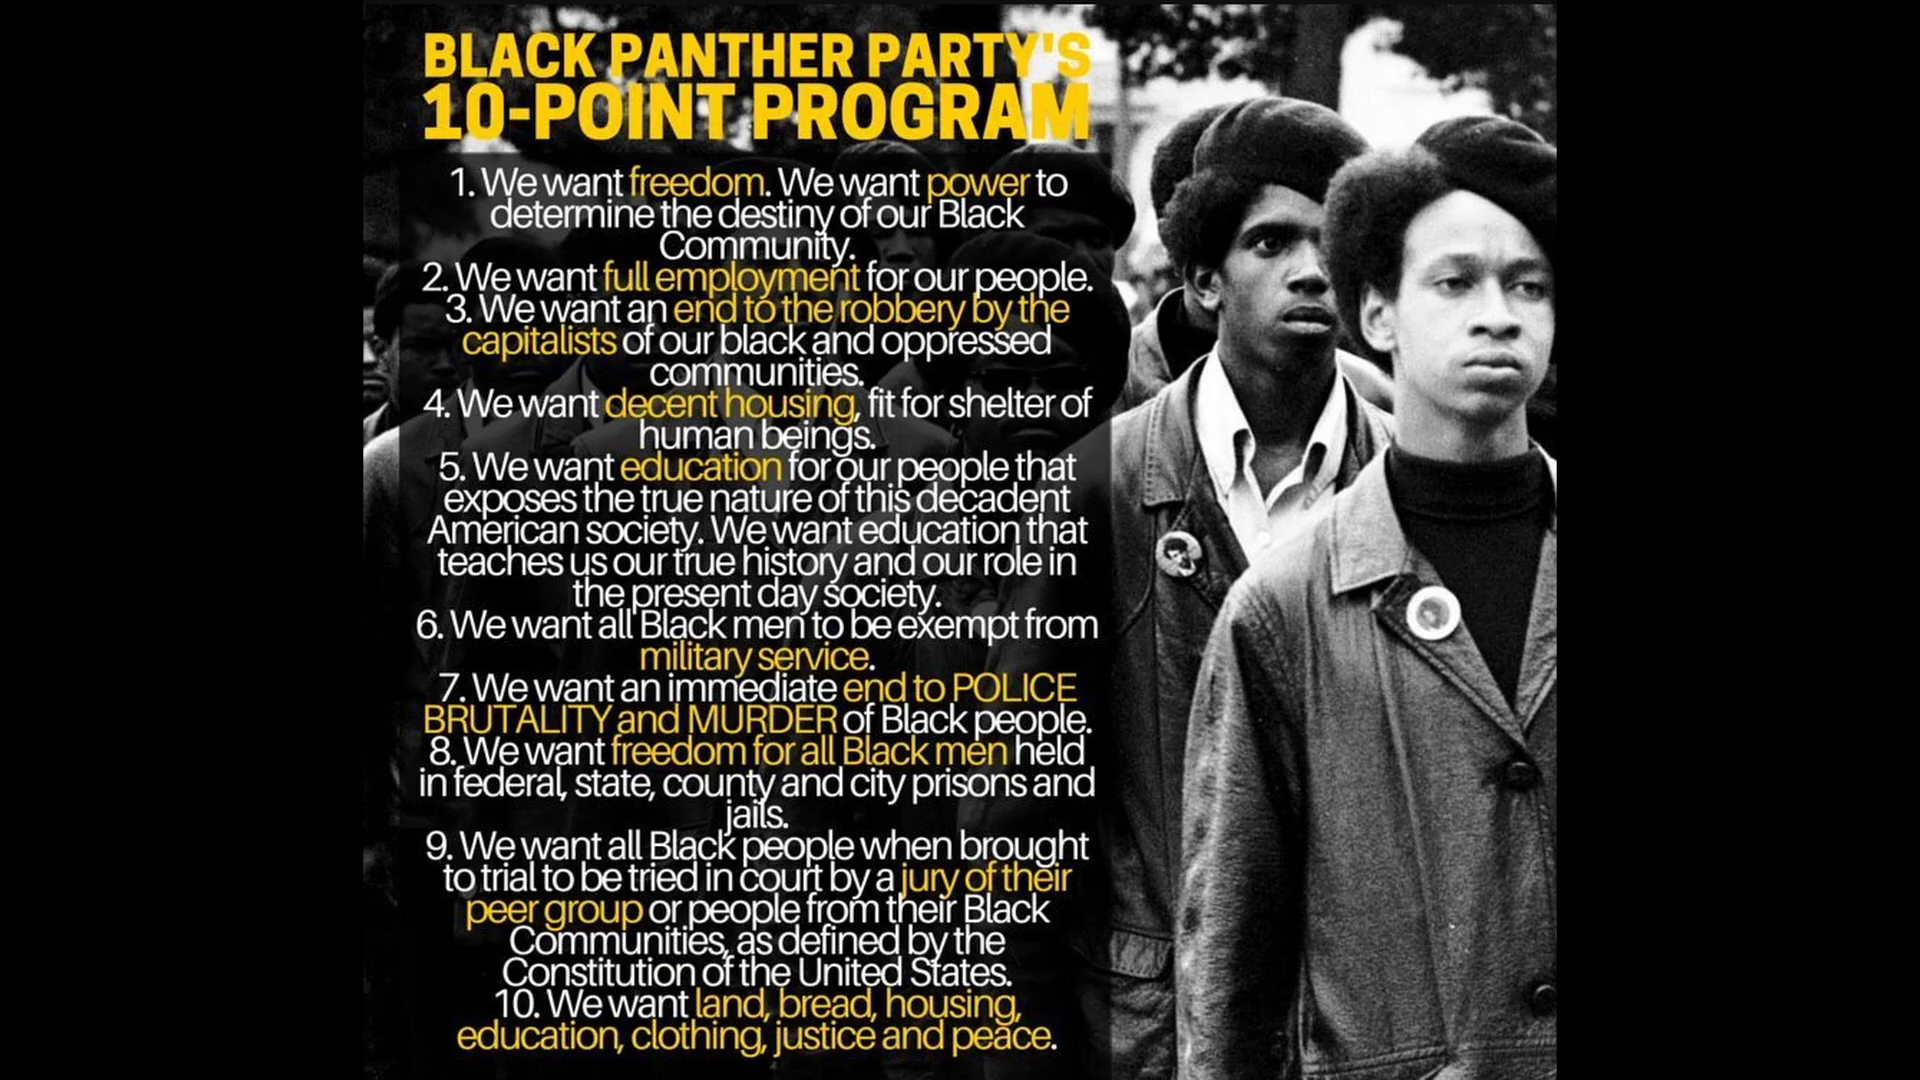 BLACK PANTHER PARTY'S
10-POINT PROGRAM
1. We want freedom. We want power to
determine the destiny of our Black
Community.
2. We want full employment for our people.
3. We want an end to the robbery by the
capitalists of our black and oppressed
communities.
4. We want decent housing, fit for shelter of
human beings.
5. We want education for our people that
exposes the true nature of this decadent
American society. We want education that
teaches us our true history and our role in
the present day society.
6. We want all Black men to be exempt from
military service.
7. We want an immediate end to POLICE
BRUTALITY and MURDER of Black people.
8. We want freedom for all Black men held
in federal, state, county and city prisons and
jails.
9. We want all Black people when brought
to trial to be tried in court by a jury of their
peer group or people from their Black
Communities, as defined by the
Constitution of the United States.
10. We want land, bread, housing,
education, clothing, justice and peace.